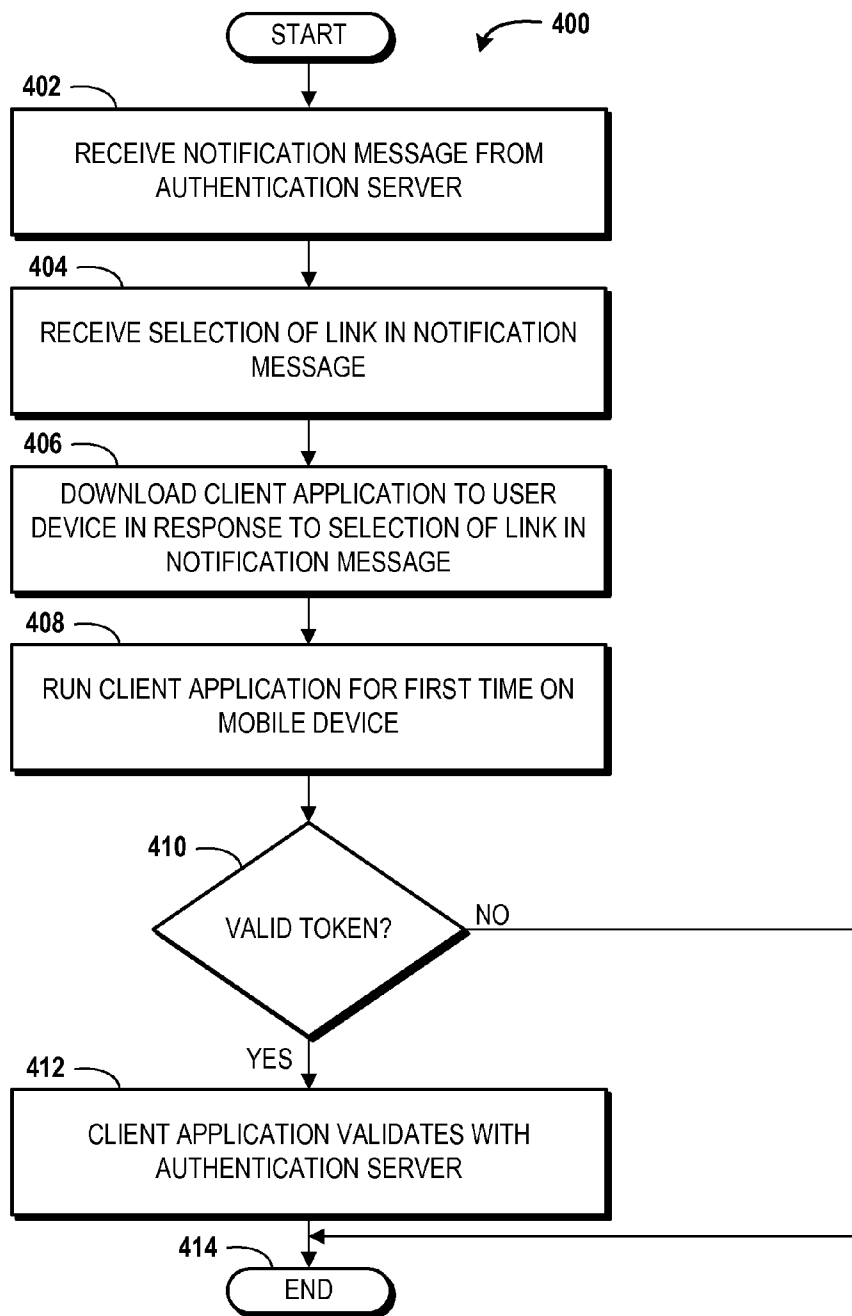 START
400
402
RECEIVE NOTIFICATION MESSAGE FROM
AUTHENTICATION SERVER
404
RECEIVE SELECTION OF LINK IN NOTIFICATION
MESSAGE
406
DOWNLOAD CLIENT APPLICATION TO USER
DEVICE IN RESPONSE TO SELECTION OF LINK IN
NOTIFICATION MESSAGE
408
RUN CLIENT APPLICATION FOR FIRST TIME ON
MOBILE DEVICE
410
VALID TOKEN?
NO
YES
412
CLIENT APPLICATION VALIDATES WITH
AUTHENTICATION SERVER
414
END